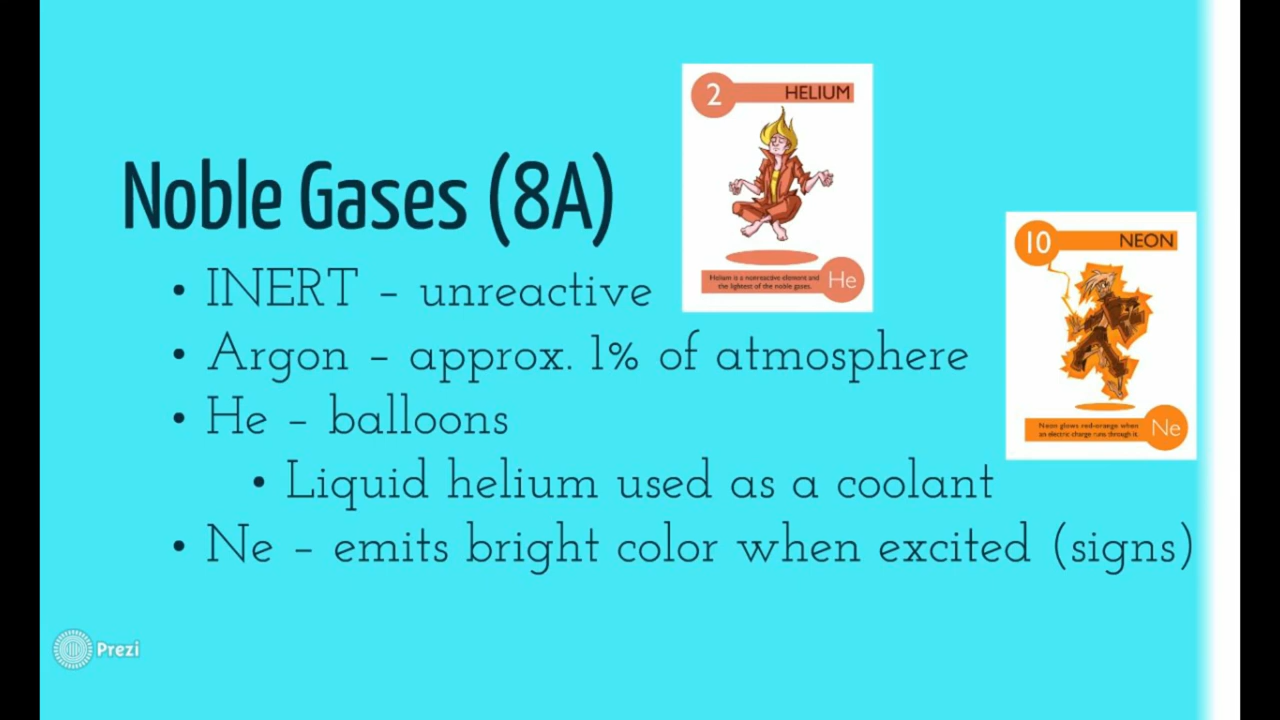 Noble Gases (8A)
• INERT – unreactive
• Argon – approx. 1% of atmosphere
• He – balloons
• Liquid helium used as a coolant
• Ne – emits bright color when excited (signs)
2 HELIUM
Helium is a nonreactive element and
the lightest of the noble gases.
He
10 NEON
Neon glows red-orange when
an electric charge runs through it.
Ne
Prezi